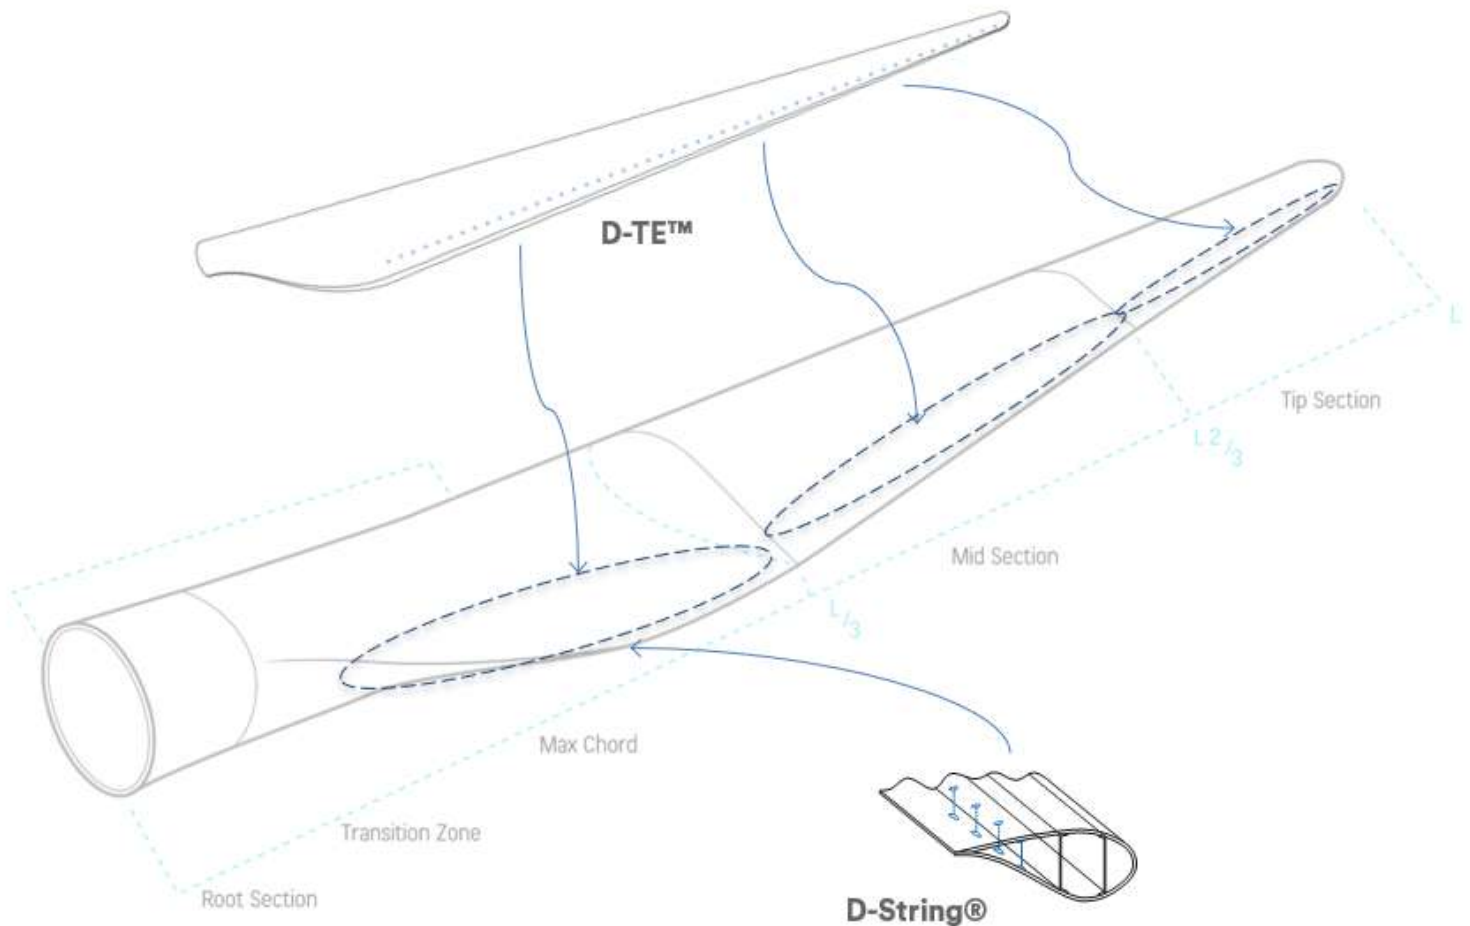 D-TE™
L
Tip Section
L 2/3
Mid Section
L/3
Max Chord
Transition Zone
Root Section
D-String®